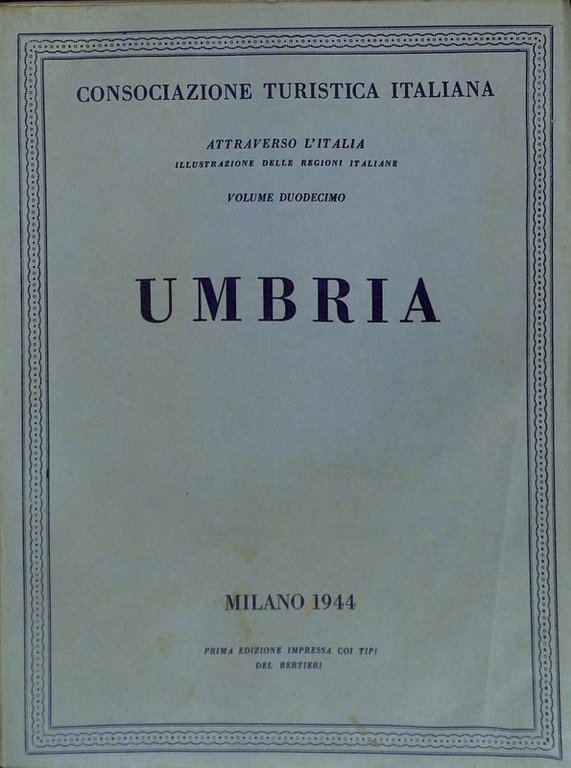 CONSOCIAZIONE TURISTICA ITALIANA
ATTRAVERSO L'ITALIA
ILLUSTRAZIONE DELLE REGIONI ITALIANE
VOLUME DUODECIMO
UMBRIA
MILANO 1944
PRIMA EDIZIONE IMPRESSA COI TIPI
DEL BERTIERI